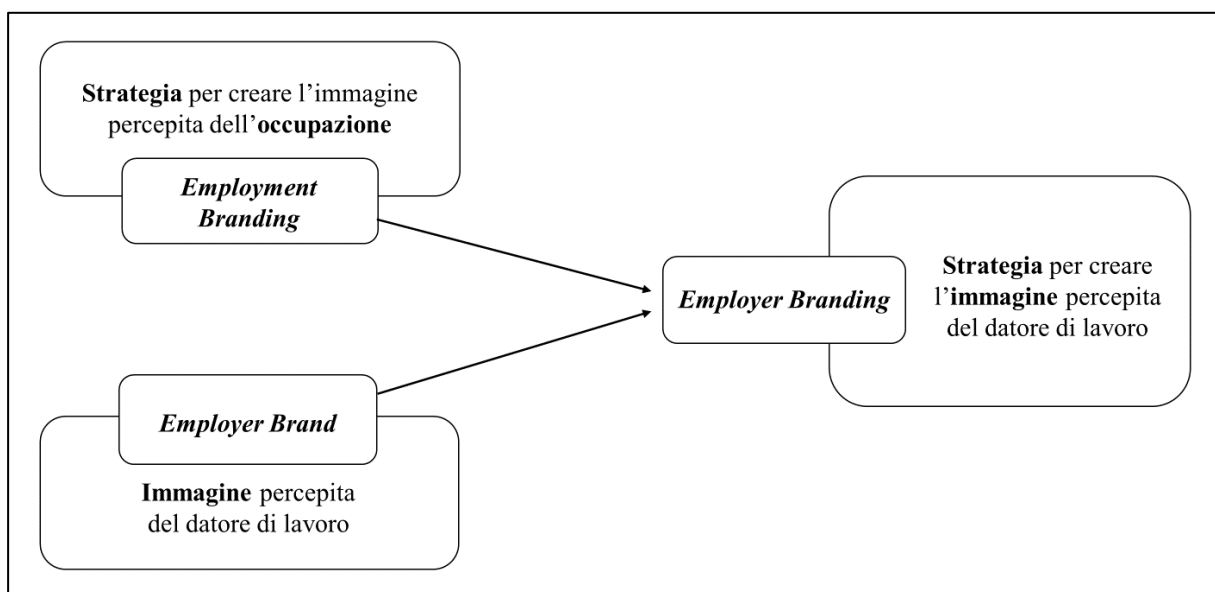 Strategia per creare l’immagine
percepita dell’occupazione
Employment
Branding
Employer Branding
Strategia per creare
l’immagine percepita
del datore di lavoro
Employer Brand
Immagine percepita
del datore di lavoro